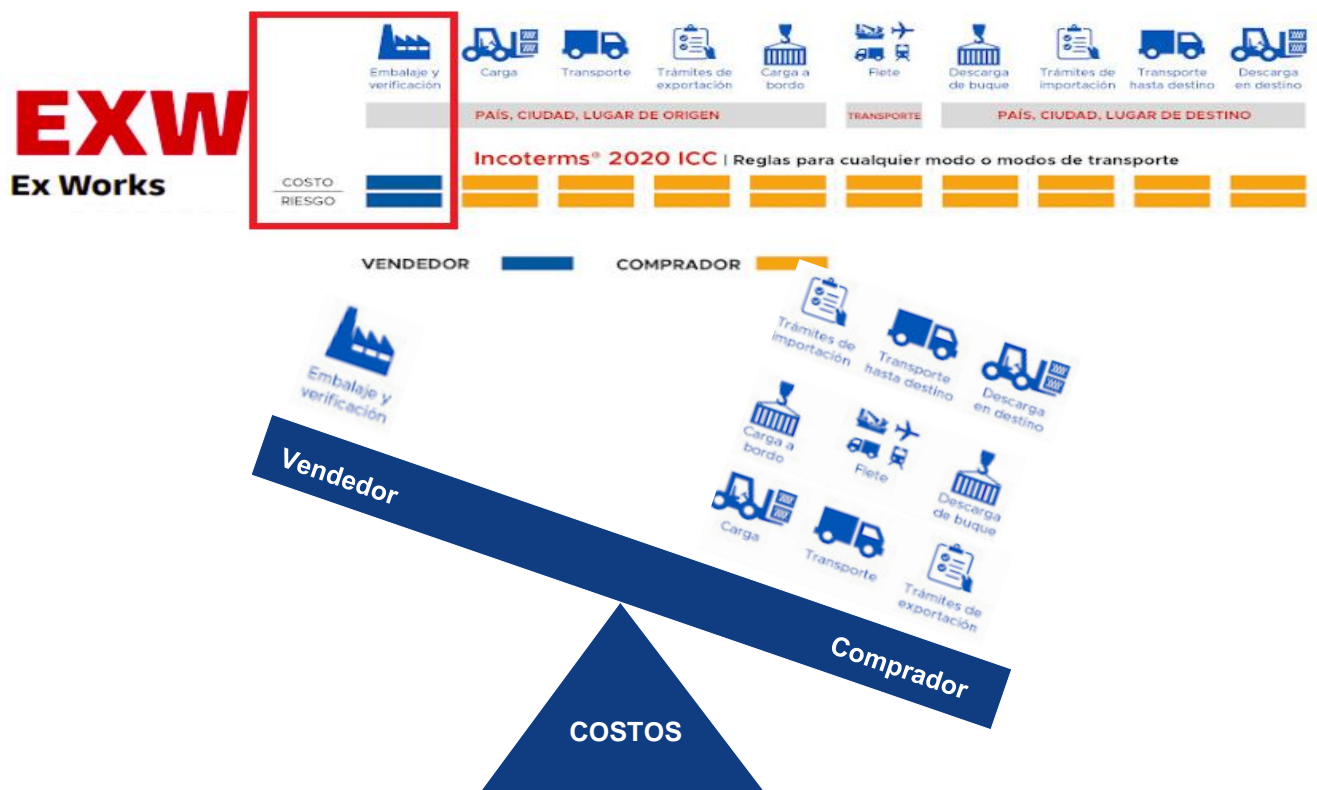 EXW
Ex Works
Embalaje y
verificación
Carga
Transporte
Trámites de
exportación
Carga a
bordo
Flete
Descarga
de buque
Trámites de
importación
Transporte
hasta destino
Descarga
en destino
PAÍS, CIUDAD, LUGAR DE ORIGEN
TRANSPORTE
PAÍS, CIUDAD, LUGAR DE DESTINO
Incoterms® 2020 ICC | Reglas para cualquier modo o modos de transporte
COSTO
RIESGO
VENDEDOR
COMPRADOR
Embalaje y
verificación
Trámites de
importación
Transporte
hasta destino
Descarga
en destino
Carga a
bordo
Flete
Descarga
de buque
Carga
Transporte
Trámites de
exportación
Vendedor
Comprador
COSTOS